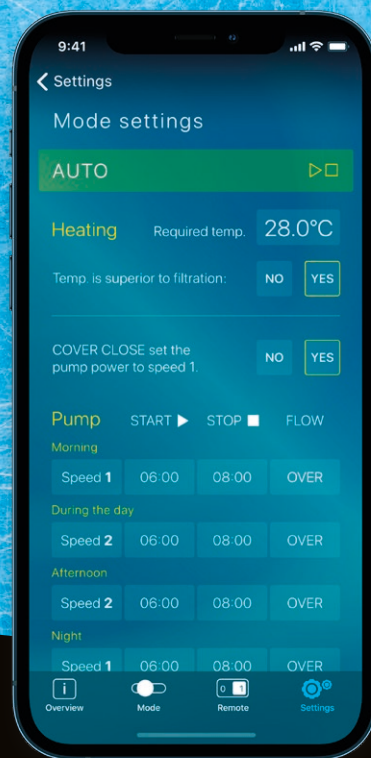 9:41
Settings
Mode settings
AUTO
Heating Required temp. 28.0°C
Temp. is superior to filtration: NO YES
COVER CLOSE set the
pump power to speed 1. NO YES
Pump START STOP FLOW
Morning
Speed 1 06:00 08:00 OVER
During the day
Speed 2 06:00 08:00 OVER
Afternoon
Speed 2 06:00 08:00 OVER
Night
Speed 1 06:00 08:00 OVER
i 0 1
Overview Mode Remote Settings